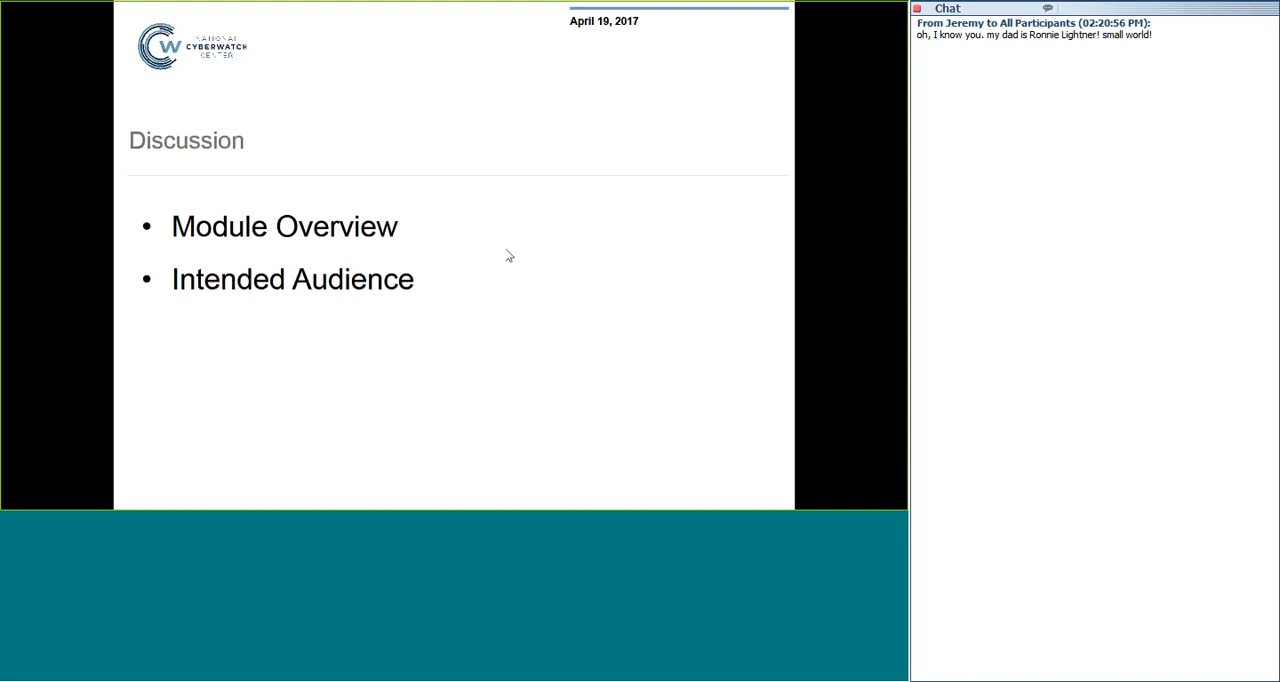 April 19, 2017
NATIONAL
CYBERWATCH
CENTER
Discussion
• Module Overview
• Intended Audience
Chat
From Jeremy to All Participants (02:20:56 PM):
oh, I know you. my dad is Ronnie Lightner! small world!